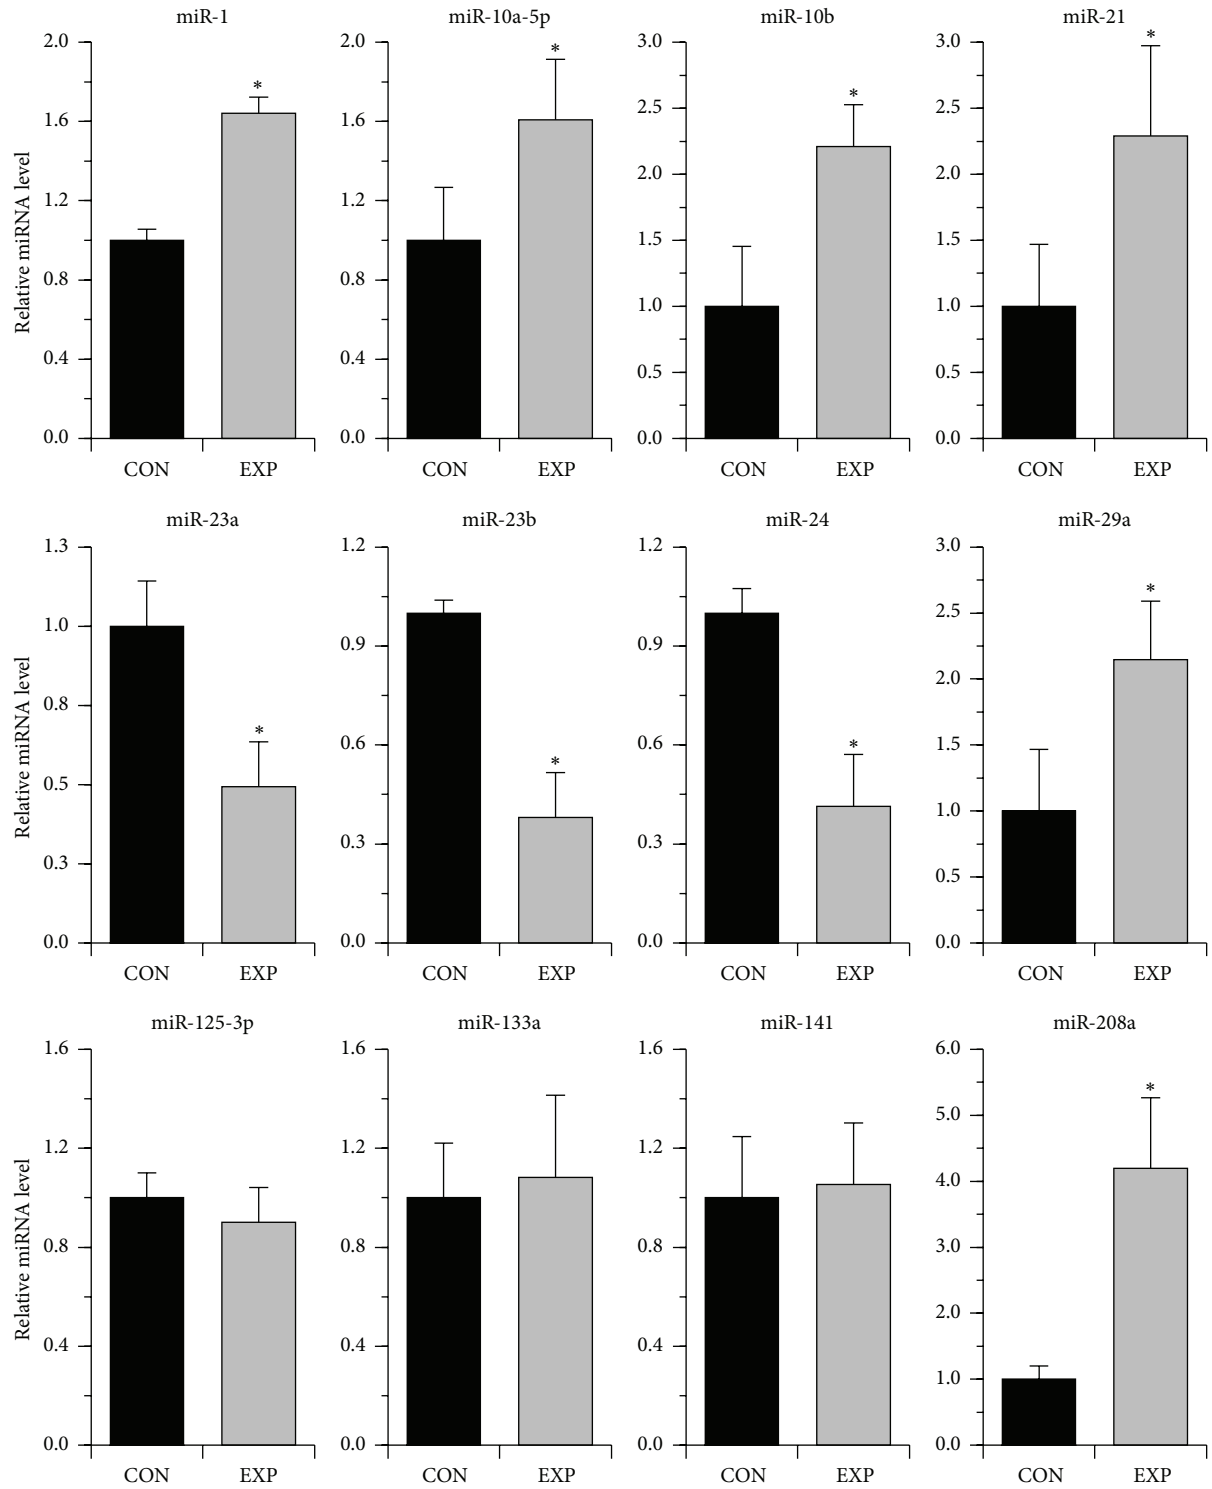 miR-1 miR-10a-5p miR-10b miR-21
2.0 2.0 3.0 3.0
* * * *
2.5 2.5
1.6 1.6
2.0 2.0
1.2 1.2
1.5 1.5
0.8 0.8
1.0 1.0
0.4 0.4
0.5 0.5
0.0 0.0 0.0 0.0
Relative miRNA level
CON EXP CON EXP CON EXP CON EXP
miR-23a miR-23b miR-24 miR-29a
1.3 1.2 1.2 3.0
* * * *
2.5
1.0 0.9 0.9
2.0
0.8
0.6 0.6 1.5
0.5
1.0
0.3 0.3 0.3
0.5
0.0 0.0 0.0 0.0
Relative miRNA level
CON EXP CON EXP CON EXP CON EXP
miR-125-3p miR-133a miR-141 miR-208a
1.6 1.6 1.6 6.0
*
5.0
1.2 1.2 1.2
4.0
0.8 0.8 0.8 3.0
2.0
0.4 0.4 0.4
1.0
0.0 0.0 0.0 0.0
Relative miRNA level
CON EXP CON EXP CON EXP CON EXP